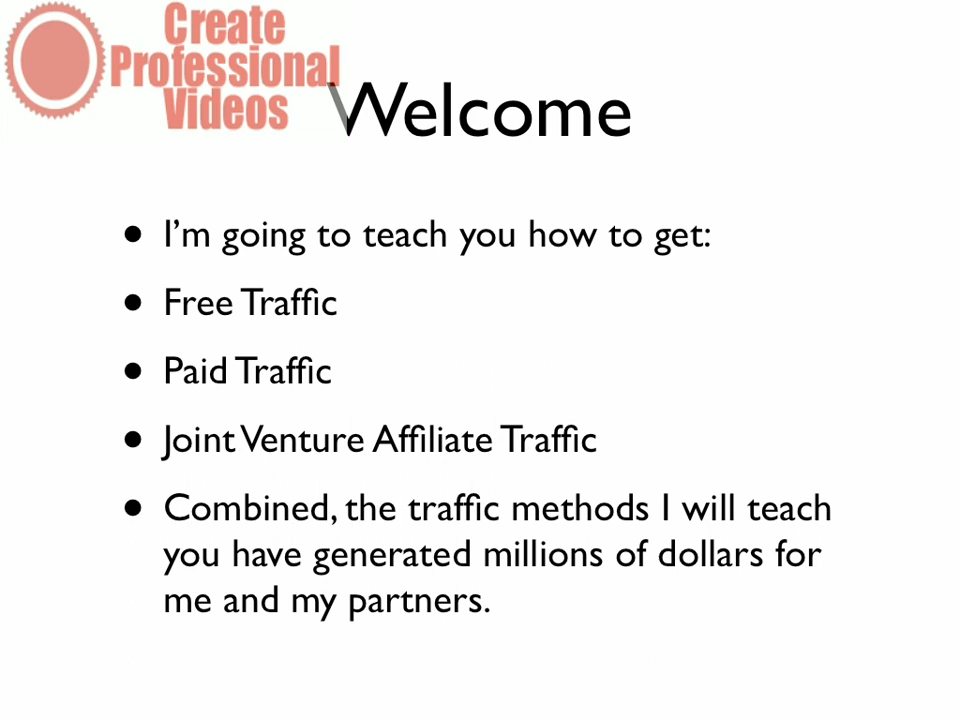 Create
Professional
Videos
Welcome
• I’m going to teach you how to get:
• Free Traffic
• Paid Traffic
• Joint Venture Affiliate Traffic
• Combined, the traffic methods I will teach
you have generated millions of dollars for
me and my partners.